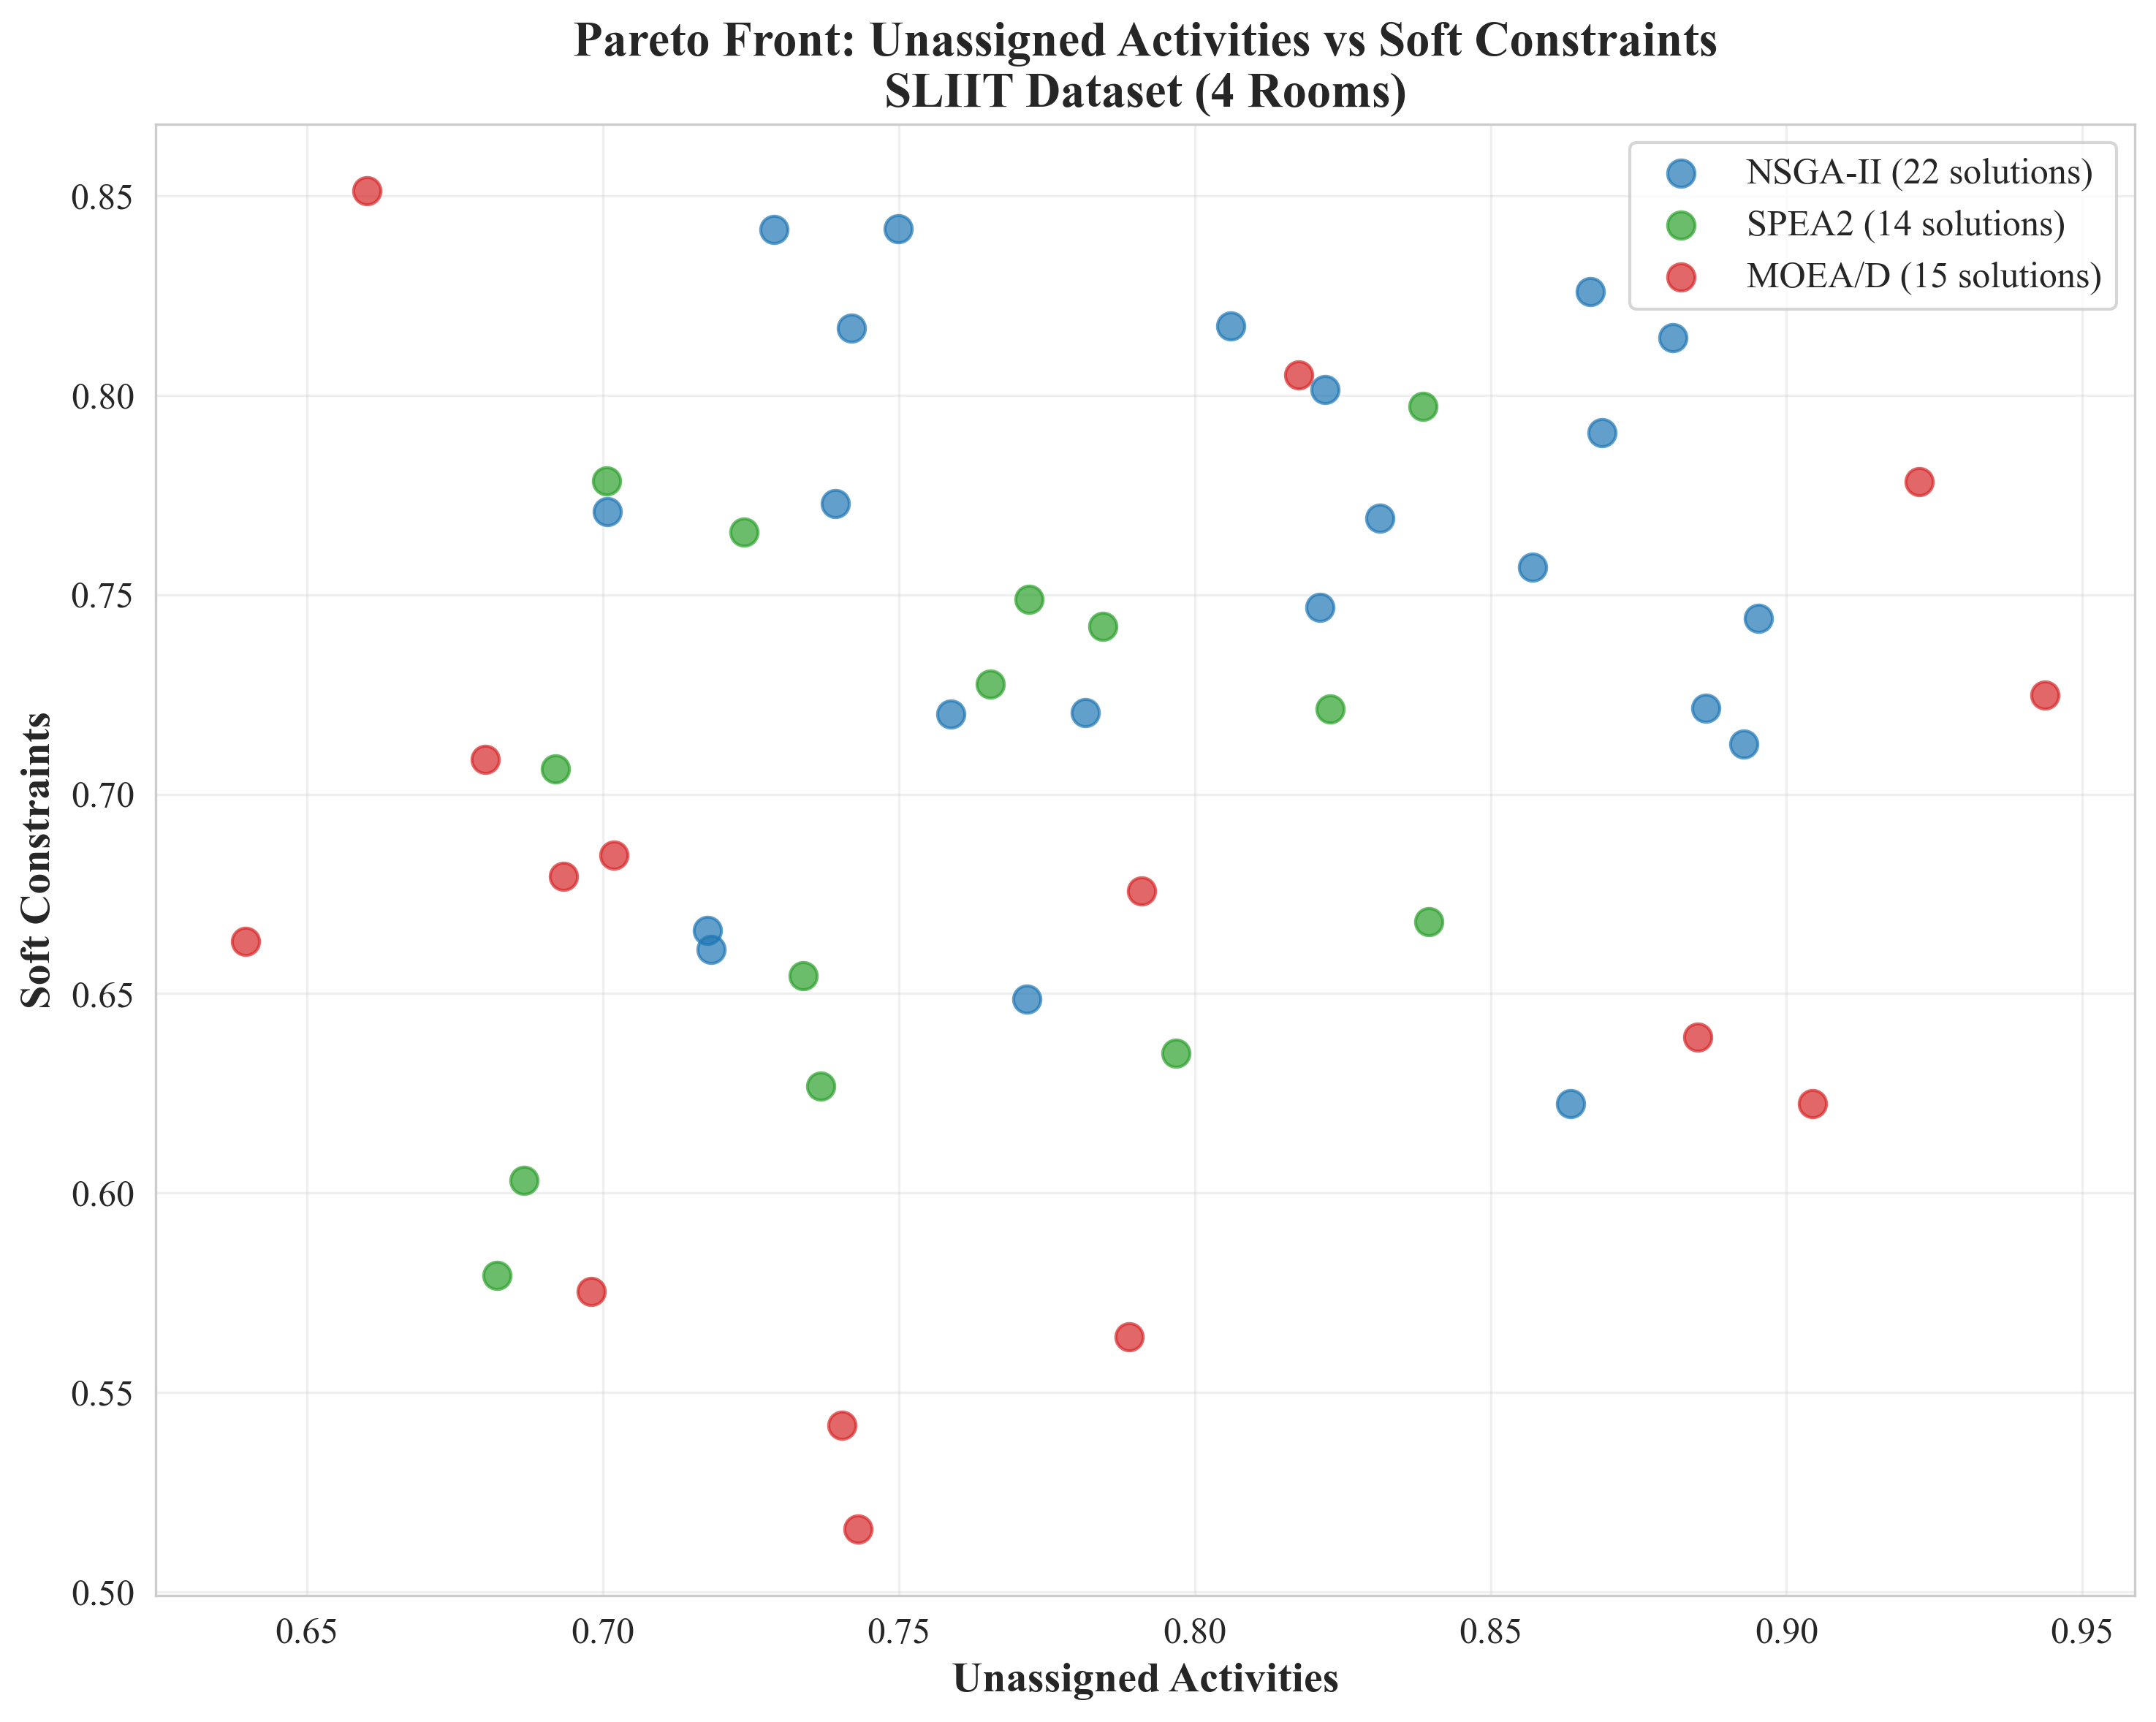 Pareto Front: Unassigned Activities vs Soft Constraints
SLIIT Dataset (4 Rooms)
NSGA-II (22 solutions)
SPEA2 (14 solutions)
MOEA/D (15 solutions)
Soft Constraints
0.85
0.80
0.75
0.70
0.65
0.60
0.55
0.50
0.65 0.70 0.75 0.80 0.85 0.90 0.95
Unassigned Activities